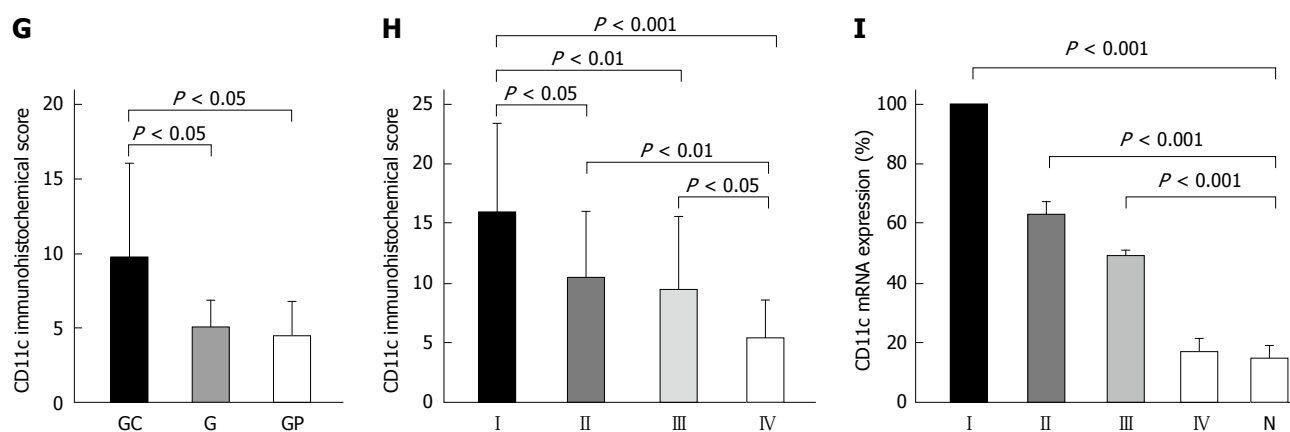 G
CD11c immunohistochemical score
20
15
10
5
0
P < 0.05
P < 0.05
GC G GP
H
CD11c immunohistochemical score
25
20
15
10
5
0
P < 0.001
P < 0.01
P < 0.05
P < 0.01
P < 0.05
I II III IV
I
CD11c mRNA expression (%)
100
80
60
40
20
0
P < 0.001
P < 0.001
P < 0.001
I II III IV N